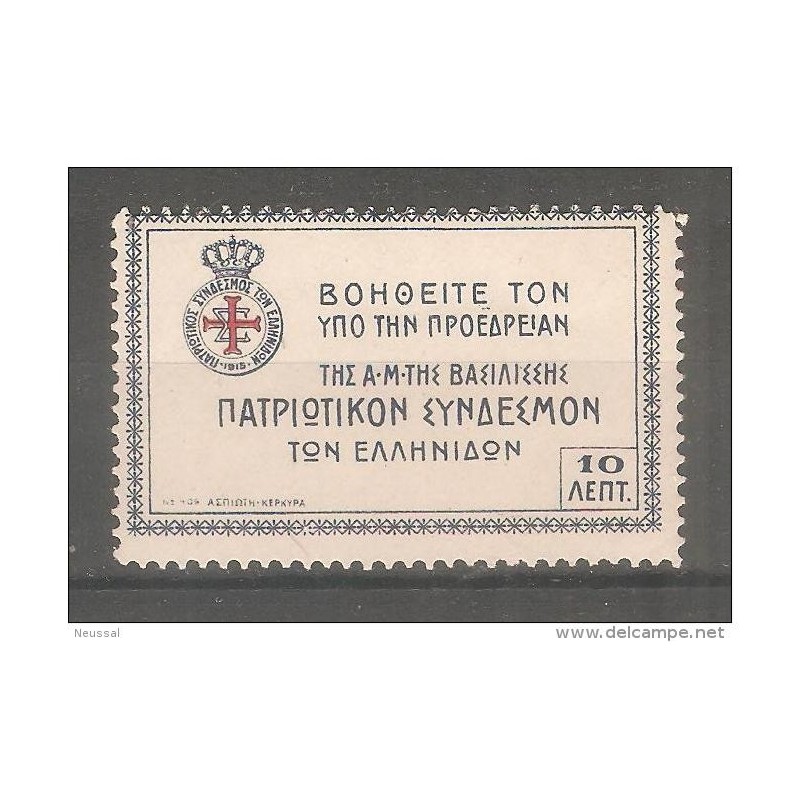 ΠΑΤΡΙΩΤΙΚΟΣ ΣΥΝΔΕΣΜΟΣ ΤΩΝ ΕΛΛΗΝΙΔΩΝ
·1915·
ΒΟΗΘΕΙΤΕ ΤΟΝ
ΥΠΟ ΤΗΝ ΠΡΟΕΔΡΕΙΑΝ
ΤΗΣ Α·Μ·ΤΗΣ ΒΑΣΙΛΙΣΣΗΣ
ΠΑΤΡΙΩΤΙΚΟΝ ΣΥΝΔΕΣΜΟΝ
ΤΩΝ ΕΛΛΗΝΙΔΩΝ
10
ΛΕΠΤ.
ΑΣΠΙΩΤΗ·ΚΕΡΚΥΡΑ
Neussal
www.delcampe.net